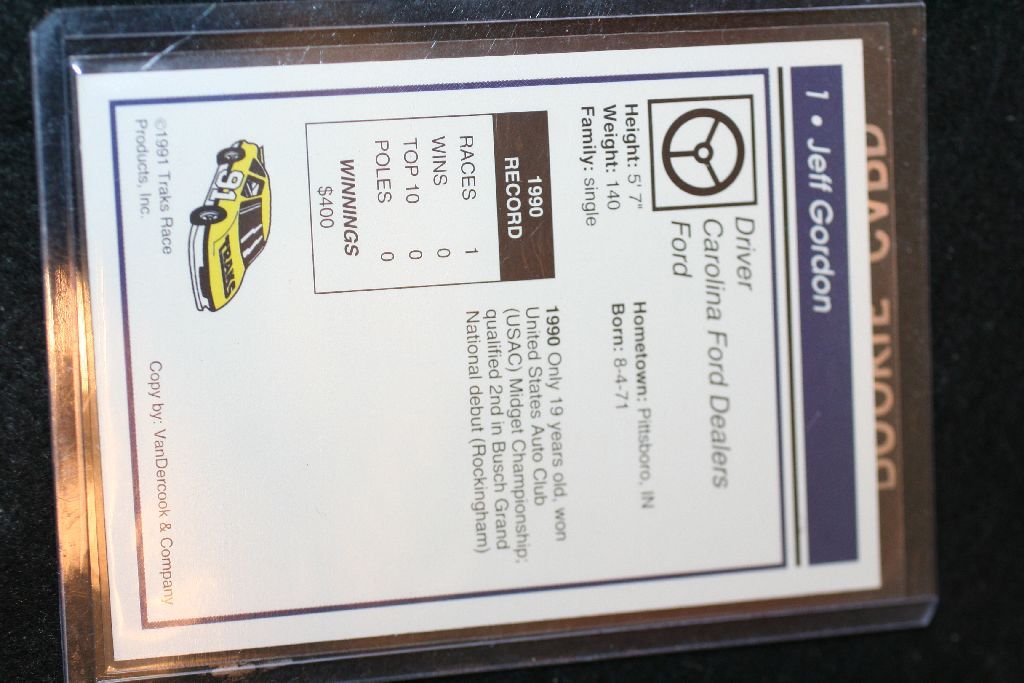 ROOKIE CARD
1 • Jeff Gordon
Driver
Carolina Ford Dealers
Ford
Height: 5' 7"
Weight: 140
Family: single
Hometown: Pittsboro, IN
Born: 8-4-71
1990
RECORD
RACES 1
WINS 0
TOP 10 0
POLES 0
WINNINGS
$400
1990 Only 19 years old, won
United States Auto Club
(USAC) Midget Championship;
qualified 2nd in Busch Grand
National debut (Rockingham)
91
TRAKS
©1991 Traks Race
Products, Inc.
Copy by: VanDercook & Company